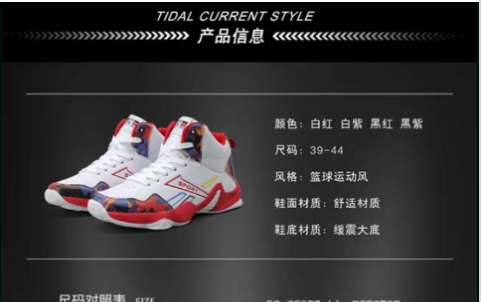 TIDAL CURRENT STYLE
产品信息
颜色：白红 白紫 黑红 黑紫
尺码：39-44
风格：篮球运动风
鞋面材质：舒适材质
鞋底材质：缓震大底
SPORT
尺码对照表 SIZE